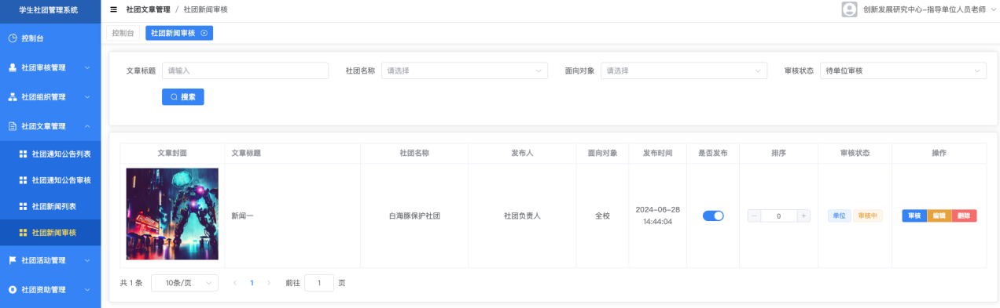 学生社团管理系统
社团文章管理 / 社团新闻审核
创新发展研究中心-指导单位人员老师
控制台
社团审核管理
社团组织管理
社团文章管理
社团通知公告列表
社团通知公告审核
社团新闻列表
社团新闻审核
社团活动管理
社团资助管理
控制台 社团新闻审核
文章标题 请输入 社团名称 请选择 面向对象 请选择 审核状态 待单位审核
搜索
文章封面 文章标题 社团名称 发布人 面向对象 发布时间 是否发布 排序 审核状态 操作
新闻一 白海豚保护社团 社团负责人 全校 2024-06-28 - 0 + 单位 审核中 审核 编辑 删除
14:44:04
共 1 条 10条/页 < 1 > 前往 1 页